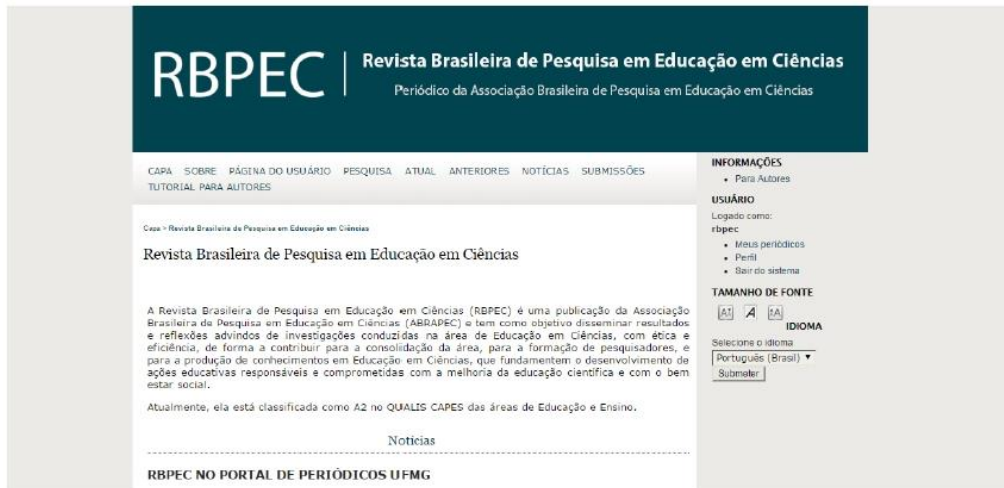 RBPEC
Revista Brasileira de Pesquisa em Educação em Ciências
Periódico da Associação Brasileira de Pesquisa em Educação em Ciências
CAPA SOBRE PÁGINA DO USUÁRIO PESQUISA ATUAL ANTERIORES NOTÍCIAS SUBMISSÕES
TUTORIAL PARA AUTORES
Capa > Revista Brasileira de Pesquisa em Educação em Ciências
Revista Brasileira de Pesquisa em Educação em Ciências
A Revista Brasileira de Pesquisa em Educação em Ciências (RBPEC) é uma publicação da Associação
Brasileira de Pesquisa em Educação em Ciências (ABRAPEC) e tem como objetivo disseminar resultados
e reflexões advindos de investigações conduzidas na área de Educação em Ciências, com ética e
eficiência, de forma a contribuir para a consolidação da área, para a formação de pesquisadores, e
para a produção de conhecimentos em Educação em Ciências, que fundamentem o desenvolvimento de
ações educativas responsáveis e comprometidas com a melhoria da educação científica e com o bem
estar social.
Atualmente, ela está classificada como A2 no QUALIS CAPES das áreas de Educação e Ensino.
Notícias
RBPEC NO PORTAL DE PERIÓDICOS UFMG
INFORMAÇÕES
Para Autores
USUÁRIO
Logado como:
rbpec
Meus periódicos
Perfil
Sair do sistema
TAMANHO DE FONTE
IDIOMA
Selecione o idioma
Português (Brasil)
Submeter